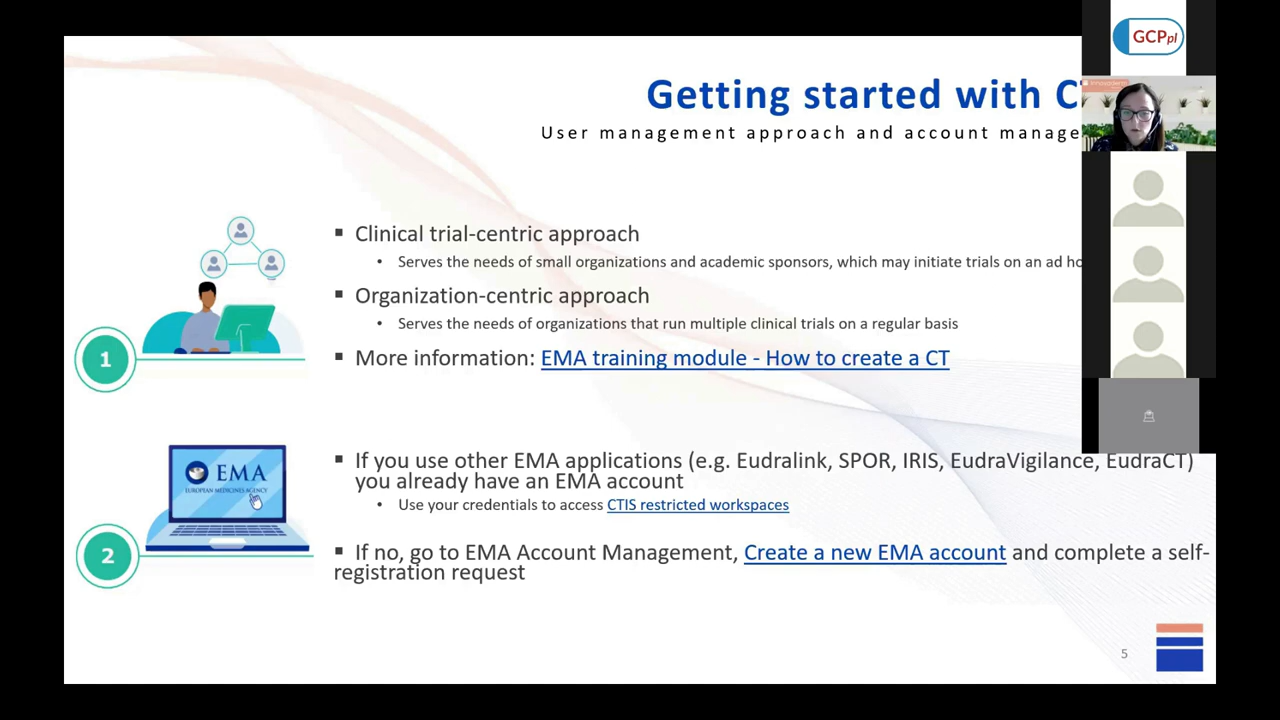 GCPpl
Getting started with C
User management approach and account manage
▪ Clinical trial-centric approach
• Serves the needs of small organizations and academic sponsors, which may initiate trials on an ad ho
▪ Organization-centric approach
• Serves the needs of organizations that run multiple clinical trials on a regular basis
▪ More information: EMA training module - How to create a CT
1
EMA
EUROPEAN MEDICINES AGENCY
▪ If you use other EMA applications (e.g. Eudralink, SPOR, IRIS, EudraVigilance, EudraCT)
you already have an EMA account
• Use your credentials to access CTIS restricted workspaces
2
▪ If no, go to EMA Account Management, Create a new EMA account and complete a self-
registration request
5